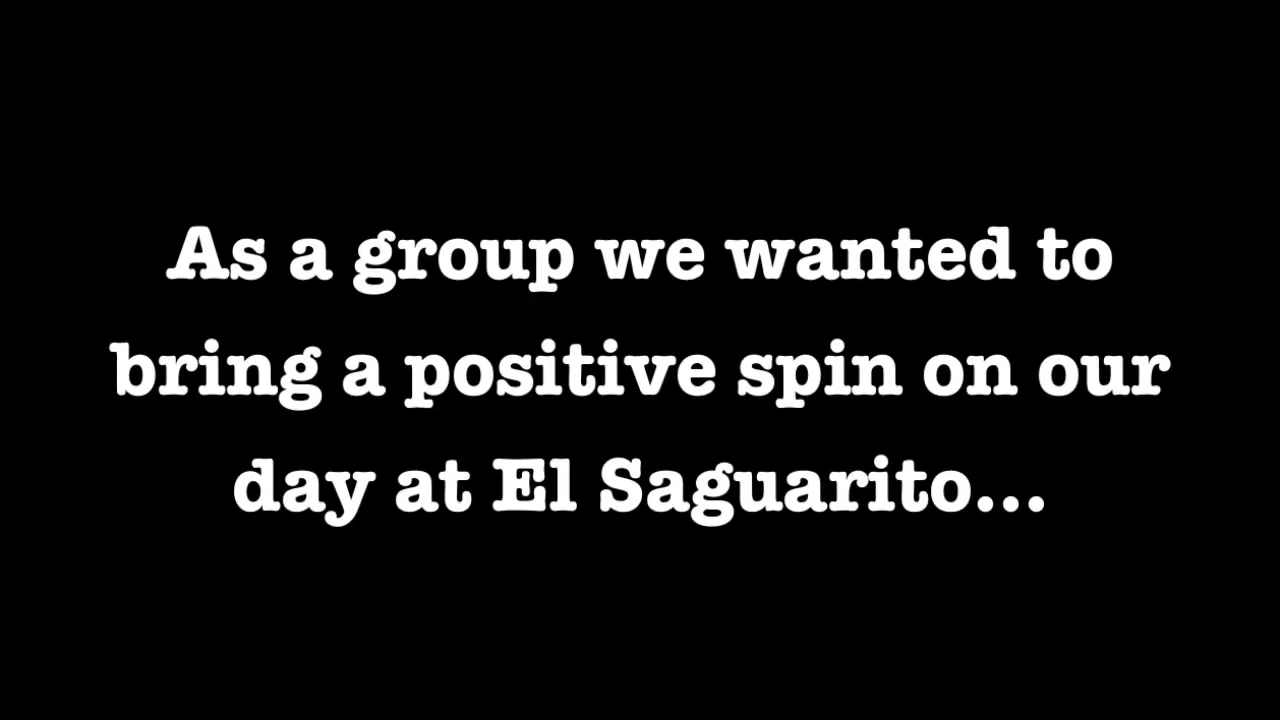 As a group we wanted to
bring a positive spin on our
day at El Saguarito...